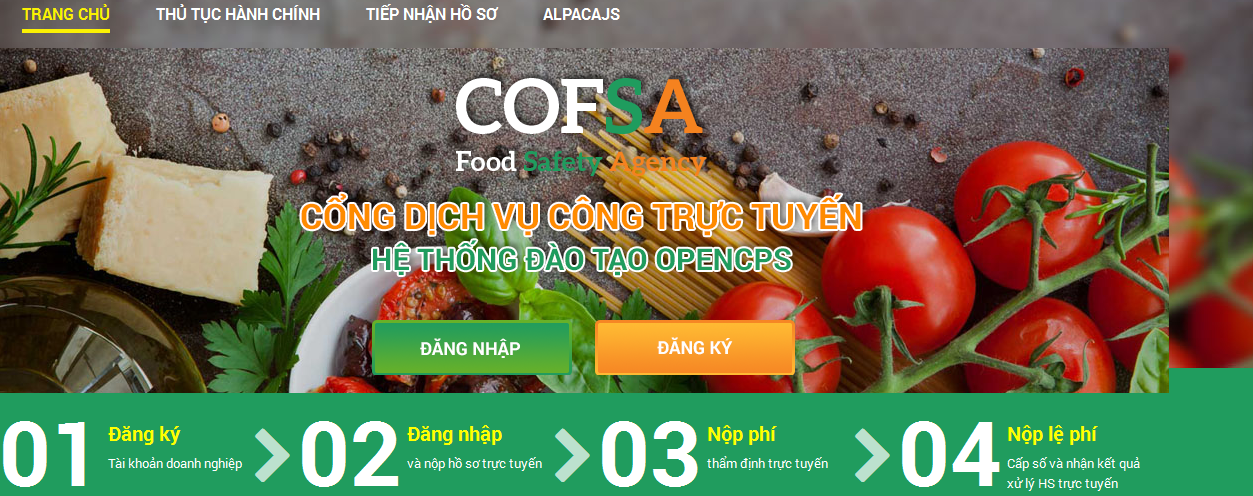 TRANG CHỦ THỦ TỤC HÀNH CHÍNH TIẾP NHẬN HỒ SƠ ALPACAJS
COFSA
Food Safety Agency
CỔNG DỊCH VỤ CÔNG TRỰC TUYẾN
HỆ THỐNG ĐÀO TẠO OPENCPS
ĐĂNG NHẬP ĐĂNG KÝ
01 Đăng ký
Tài khoản doanh nghiệp
02 Đăng nhập
và nộp hồ sơ trực tuyến
03 Nộp phí
thẩm định trực tuyến
04 Nộp lệ phí
Cấp số và nhận kết quả
xử lý HS trực tuyến